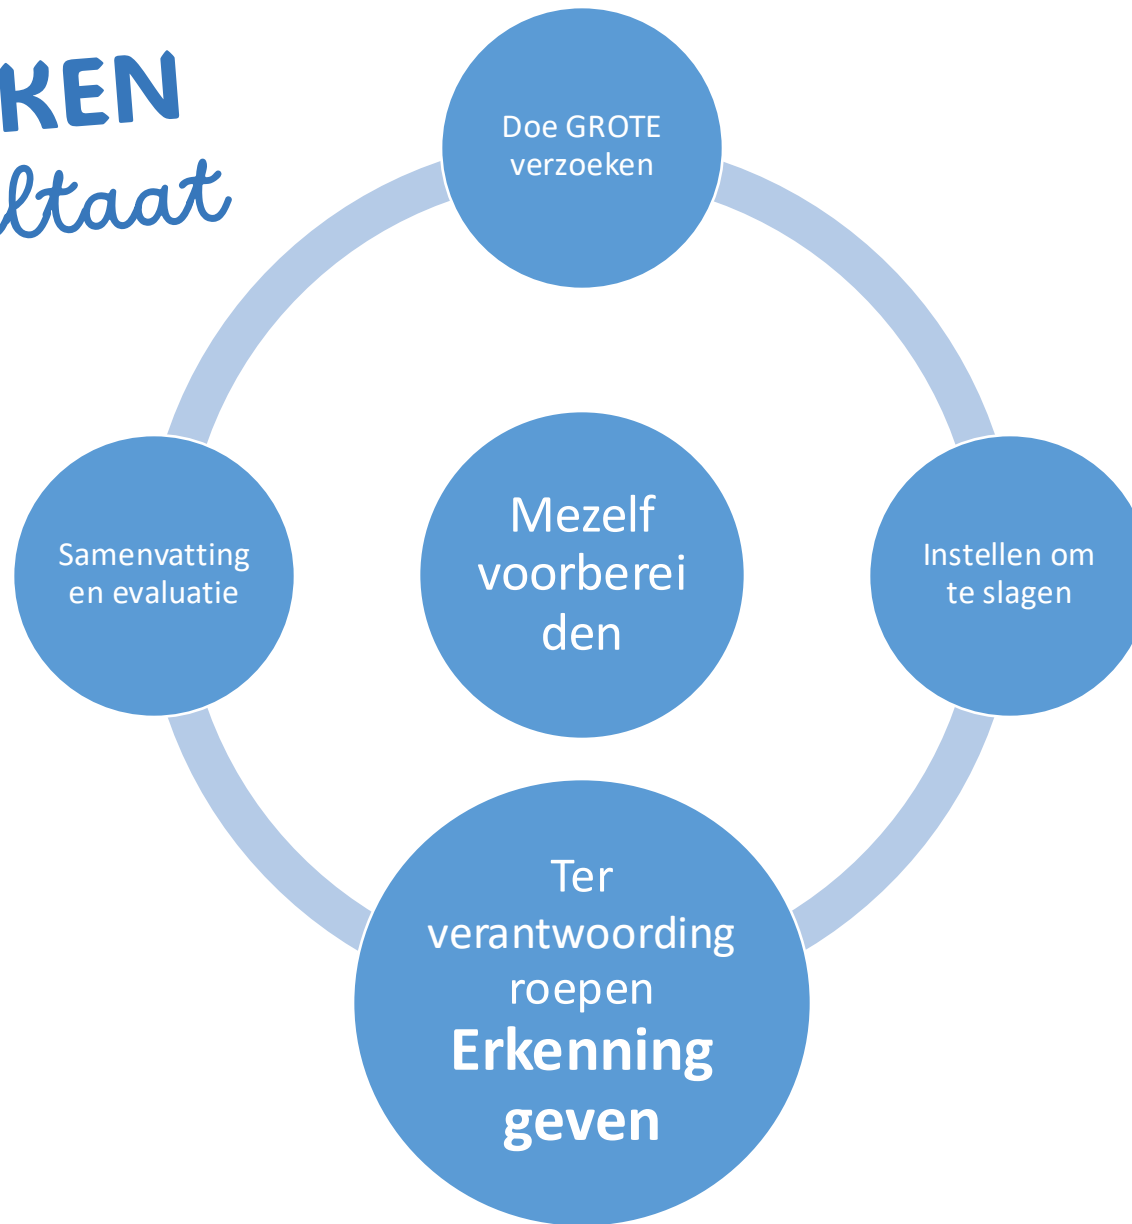 KEN
ltaat
Doe GROTE
verzoeken
Samenvatting
en evaluatie
Mezelf
voorberei
den
Instellen om
te slagen
Ter
verantwoording
roepen
Erkenning
geven